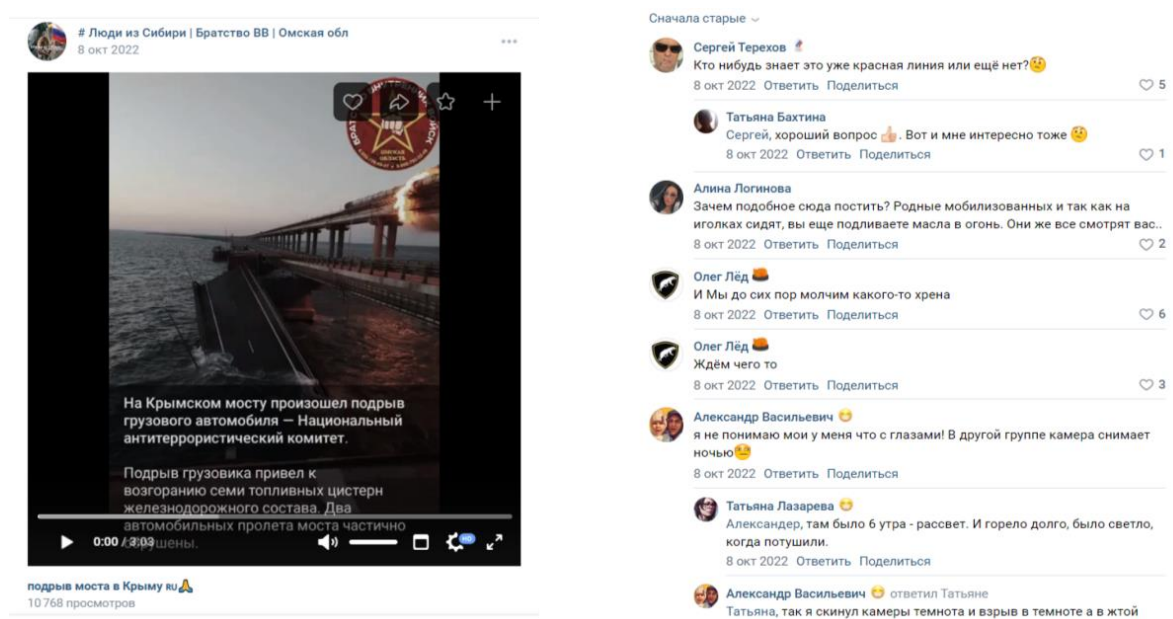 # Люди из Сибири | Братство ВВ | Омская обл
8 окт 2022
На Крымском мосту произошел подрыв
грузового автомобиля — Национальный
антитеррористический комитет.
Подрыв грузовика привел к
возгоранию семи топливных цистерн
железнодорожного состава. Два
автомобильных пролета моста частично
обрушены.
0:00 / 3:03
HD
подрыв моста в Крыму RU🙏
10 768 просмотров
Сначала старые
Сергей Терехов
Кто нибудь знает это уже красная линия или ещё нет?🤨
8 окт 2022 Ответить Поделиться
5
Татьяна Бахтина
Сергей, хороший вопрос 👍. Вот и мне интересно тоже 🤨
8 окт 2022 Ответить Поделиться
1
Алина Логинова
Зачем подобное сюда постить? Родные мобилизованных и так как на
иголках сидят, вы еще подливаете масла в огонь. Они же все смотрят вас..
8 окт 2022 Ответить Поделиться
2
Олег Лёд
И Мы до сих пор молчим какого-то хрена
8 окт 2022 Ответить Поделиться
6
Олег Лёд
Ждём чего то
8 окт 2022 Ответить Поделиться
3
Александр Васильевич
я не понимаю мои у меня что с глазами! В другой группе камера снимает
ночью
8 окт 2022 Ответить Поделиться
Татьяна Лазарева
Александер, там было 6 утра - рассвет. И горело долго, было светло,
когда потушили.
8 окт 2022 Ответить Поделиться
Александр Васильевич ответил Татьяне
Татьяна, так я скинул камеры темнота и взрыв в темноте а в жтой